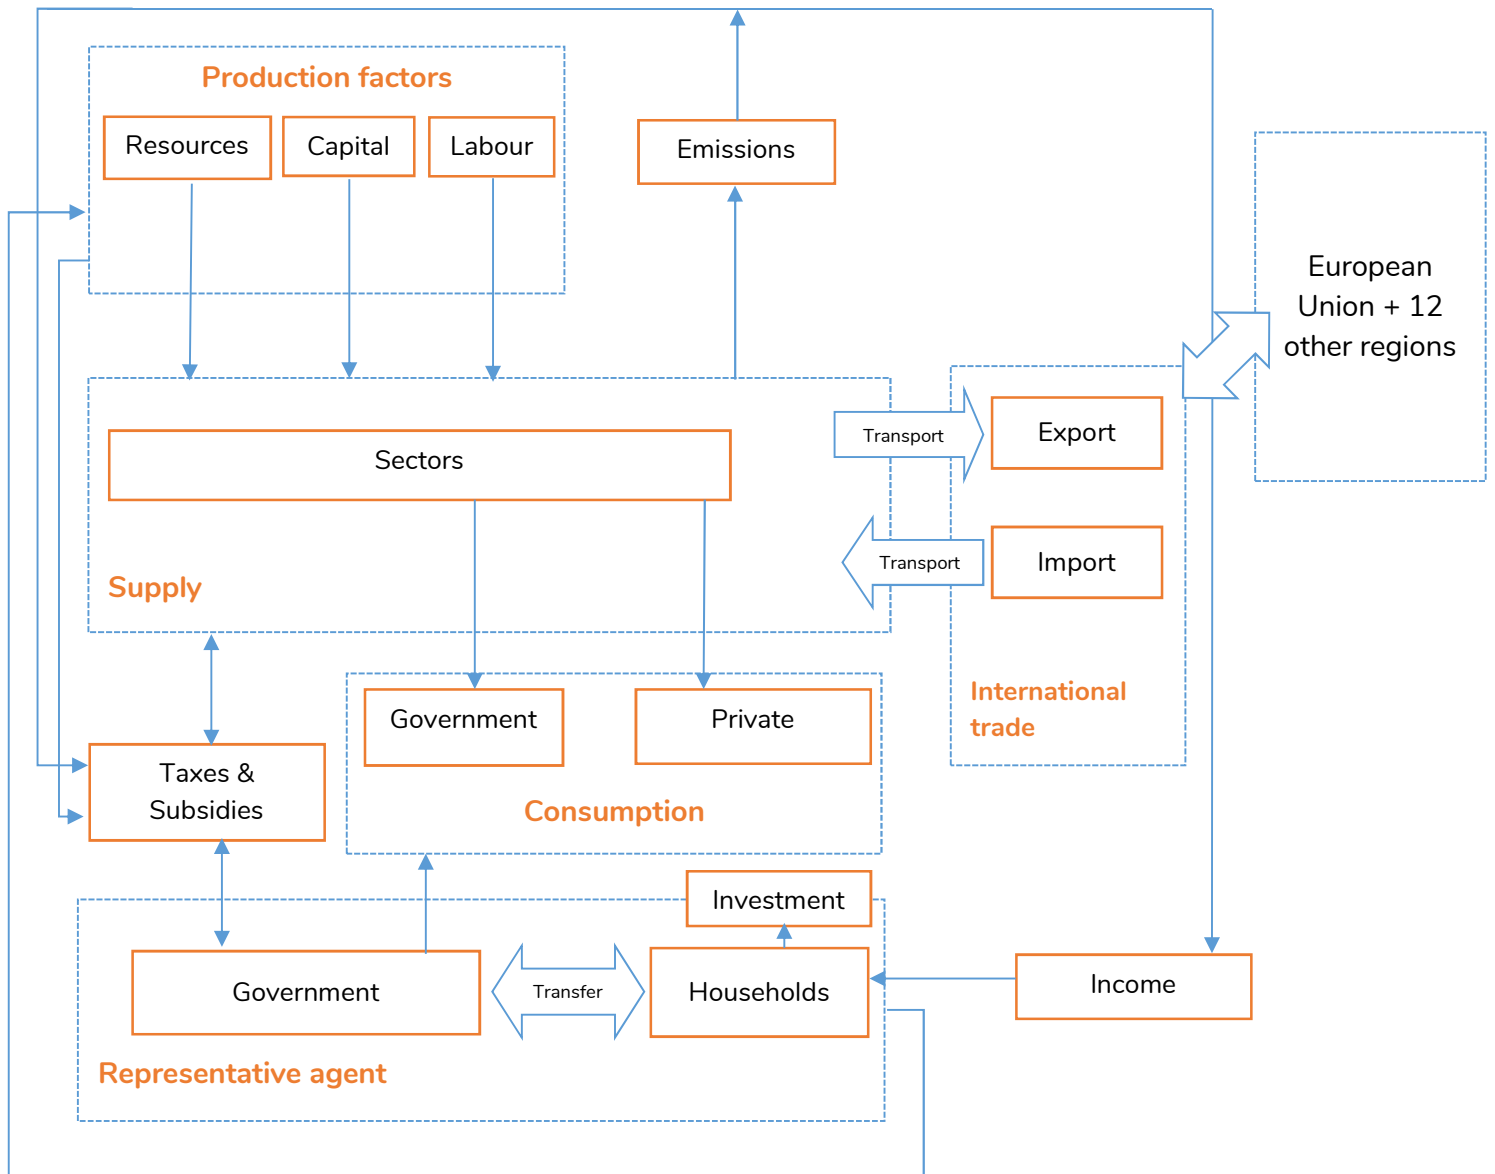 Production factors
Resources
Capital
Labour
Emissions
European
Union + 12
other regions
Transport
Export
Sectors
Transport
Import
Supply
International
trade
Government
Private
Taxes &
Subsidies
Consumption
Investment
Government
Transfer
Households
Income
Representative agent